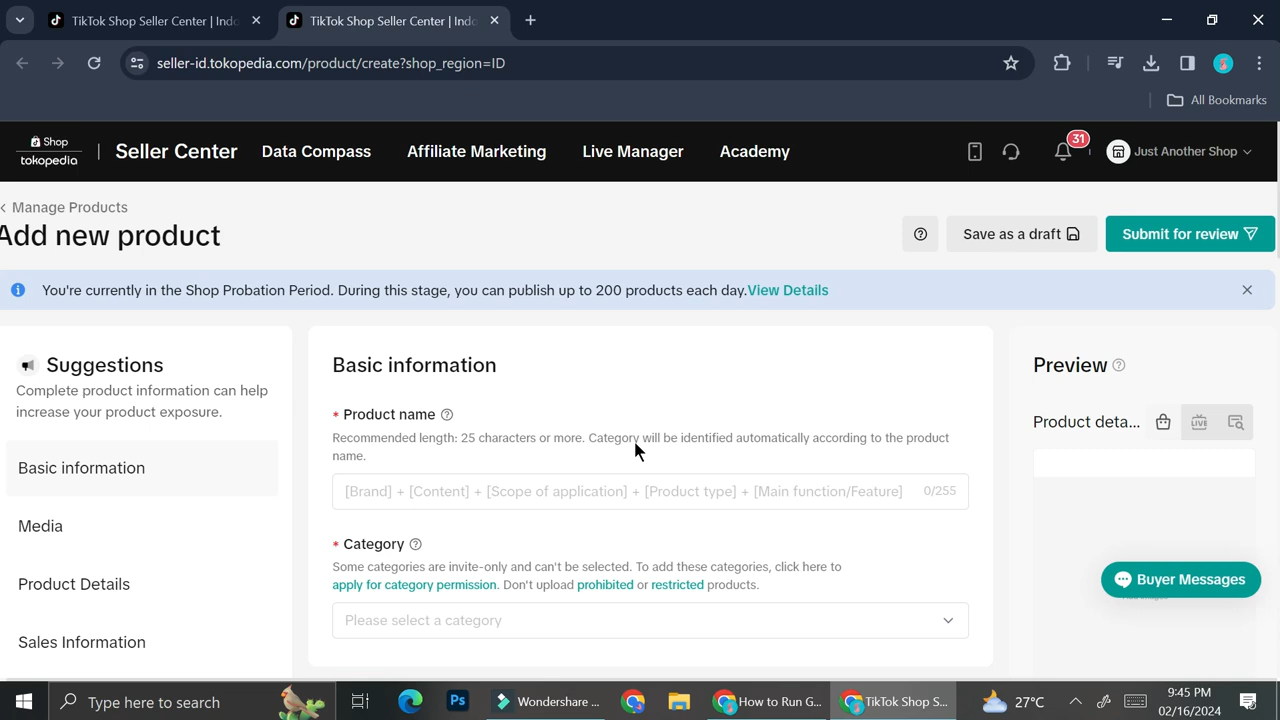 TikTok Shop Seller Center | Indo
TikTok Shop Seller Center | Indo
seller-id.tokopedia.com/product/create?shop_region=ID
All Bookmarks
Shop
tokopedia
Seller Center
Data Compass
Affiliate Marketing
Live Manager
Academy
31
Just Another Shop
< Manage Products
Add new product
Save as a draft
Submit for review
You're currently in the Shop Probation Period. During this stage, you can publish up to 200 products each day.View Details
Suggestions
Complete product information can help
increase your product exposure.
Basic information
Media
Product Details
Sales Information
Basic information
* Product name
Recommended length: 25 characters or more. Category will be identified automatically according to the product
name.
[Brand] + [Content] + [Scope of application] + [Product type] + [Main function/Feature]
0/255
* Category
Some categories are invite-only and can't be selected. To add these categories, click here to
apply for category permission. Don't upload prohibited or restricted products.
Please select a category
Preview
Product deta...
LIVE
Buyer Messages
Type here to search
Ps
Wondershare ...
How to Run G...
TikTok Shop S...
27°C
9:45 PM
02/16/2024